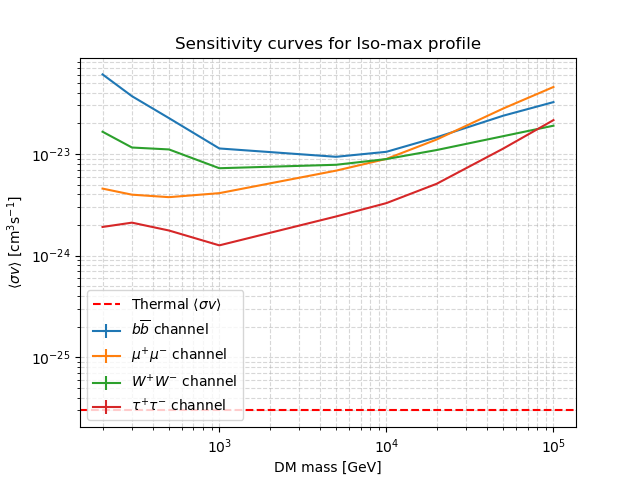 Sensitivity curves for Iso-max profile
⟨σv⟩ [cm³s⁻¹]
10⁻²³
10⁻²⁴
10⁻²⁵
Thermal ⟨σv⟩
bb̅ channel
μ⁺μ⁻ channel
W⁺W⁻ channel
τ⁺τ⁻ channel
10³ 10⁴ 10⁵
DM mass [GeV]